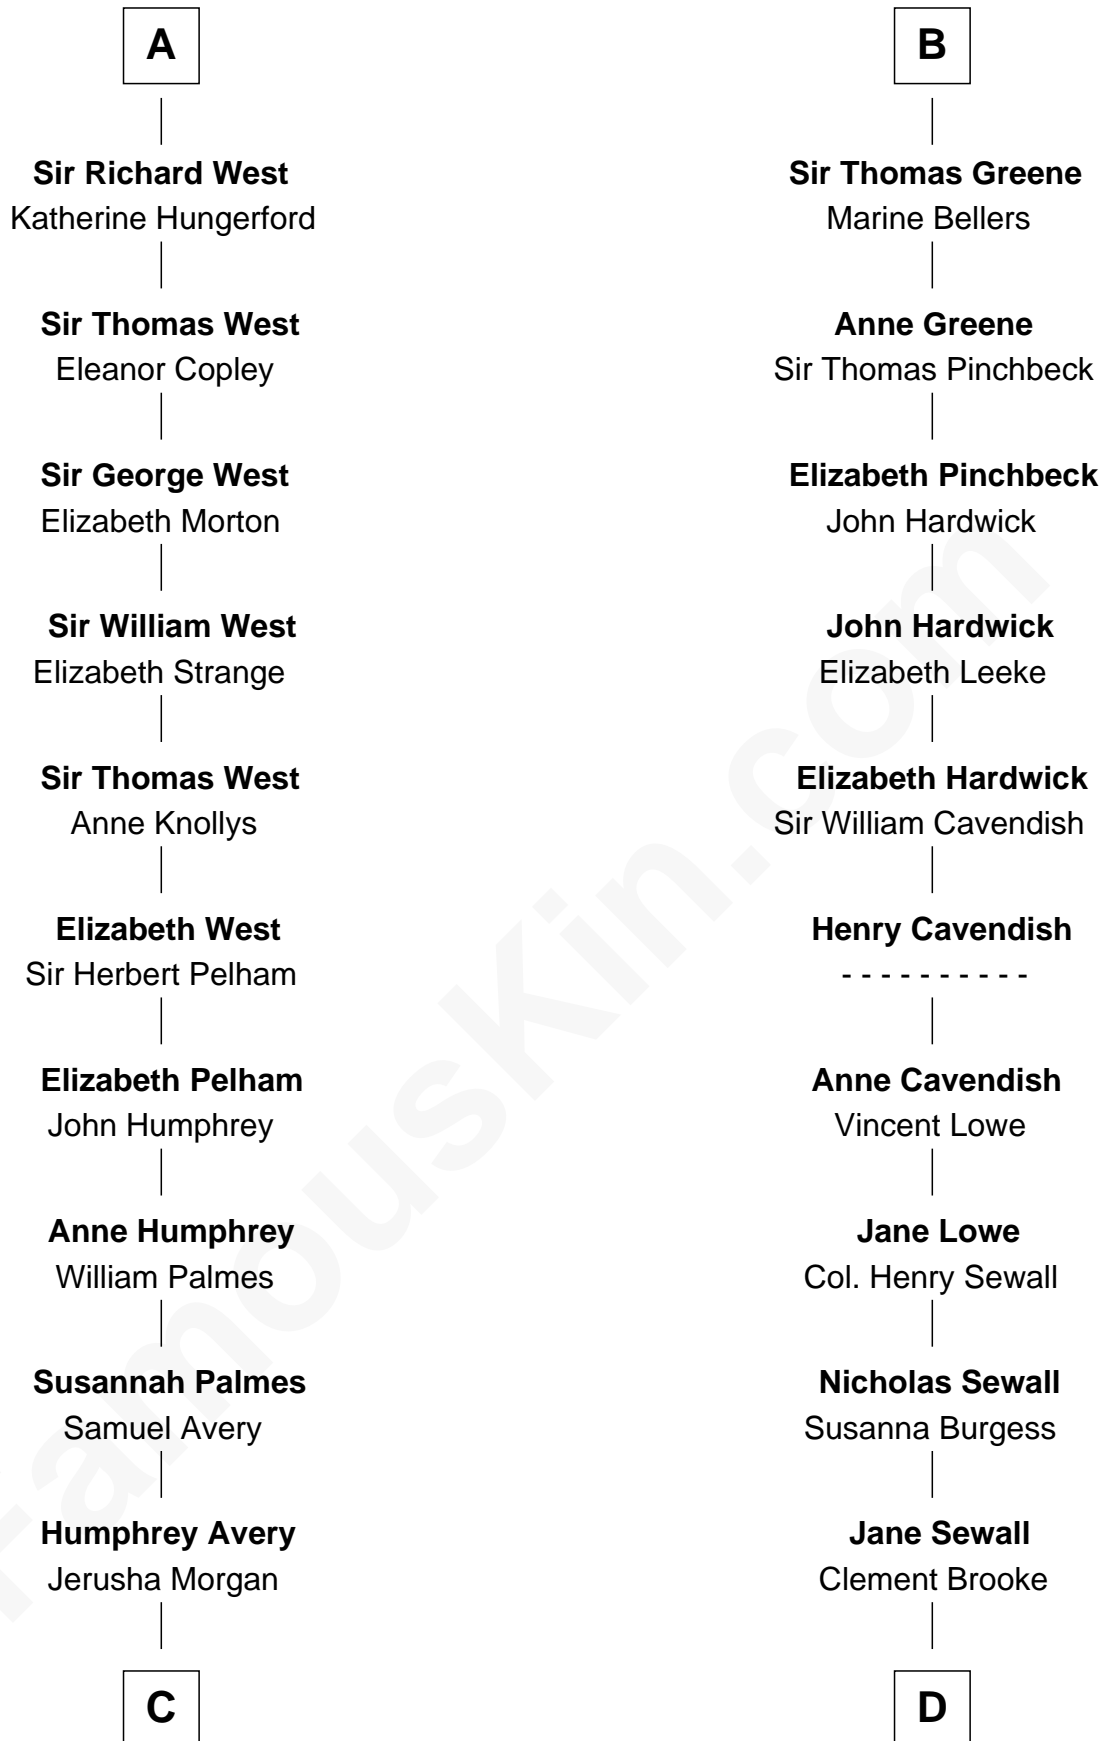 A
Sir Richard West
Katherine Hungerford
Sir Thomas West
Eleanor Copley
Sir George West
Elizabeth Morton
Sir William West
Elizabeth Strange
Sir Thomas West
Anne Knollys
Elizabeth West
Sir Herbert Pelham
Elizabeth Pelham
John Humphrey
Anne Humphrey
William Palmes
Susannah Palmes
Samuel Avery
Humphrey Avery
Jerusha Morgan
C
B
Sir Thomas Greene
Marine Bellers
Anne Greene
Sir Thomas Pinchbeck
Elizabeth Pinchbeck
John Hardwick
John Hardwick
Elizabeth Leeke
Elizabeth Hardwick
Sir William Cavendish
Henry Cavendish
- - - - - - - - - -
Anne Cavendish
Vincent Lowe
Jane Lowe
Col. Henry Sewall
Nicholas Sewall
Susanna Burgess
Jane Sewall
Clement Brooke
D
FamousKin.com